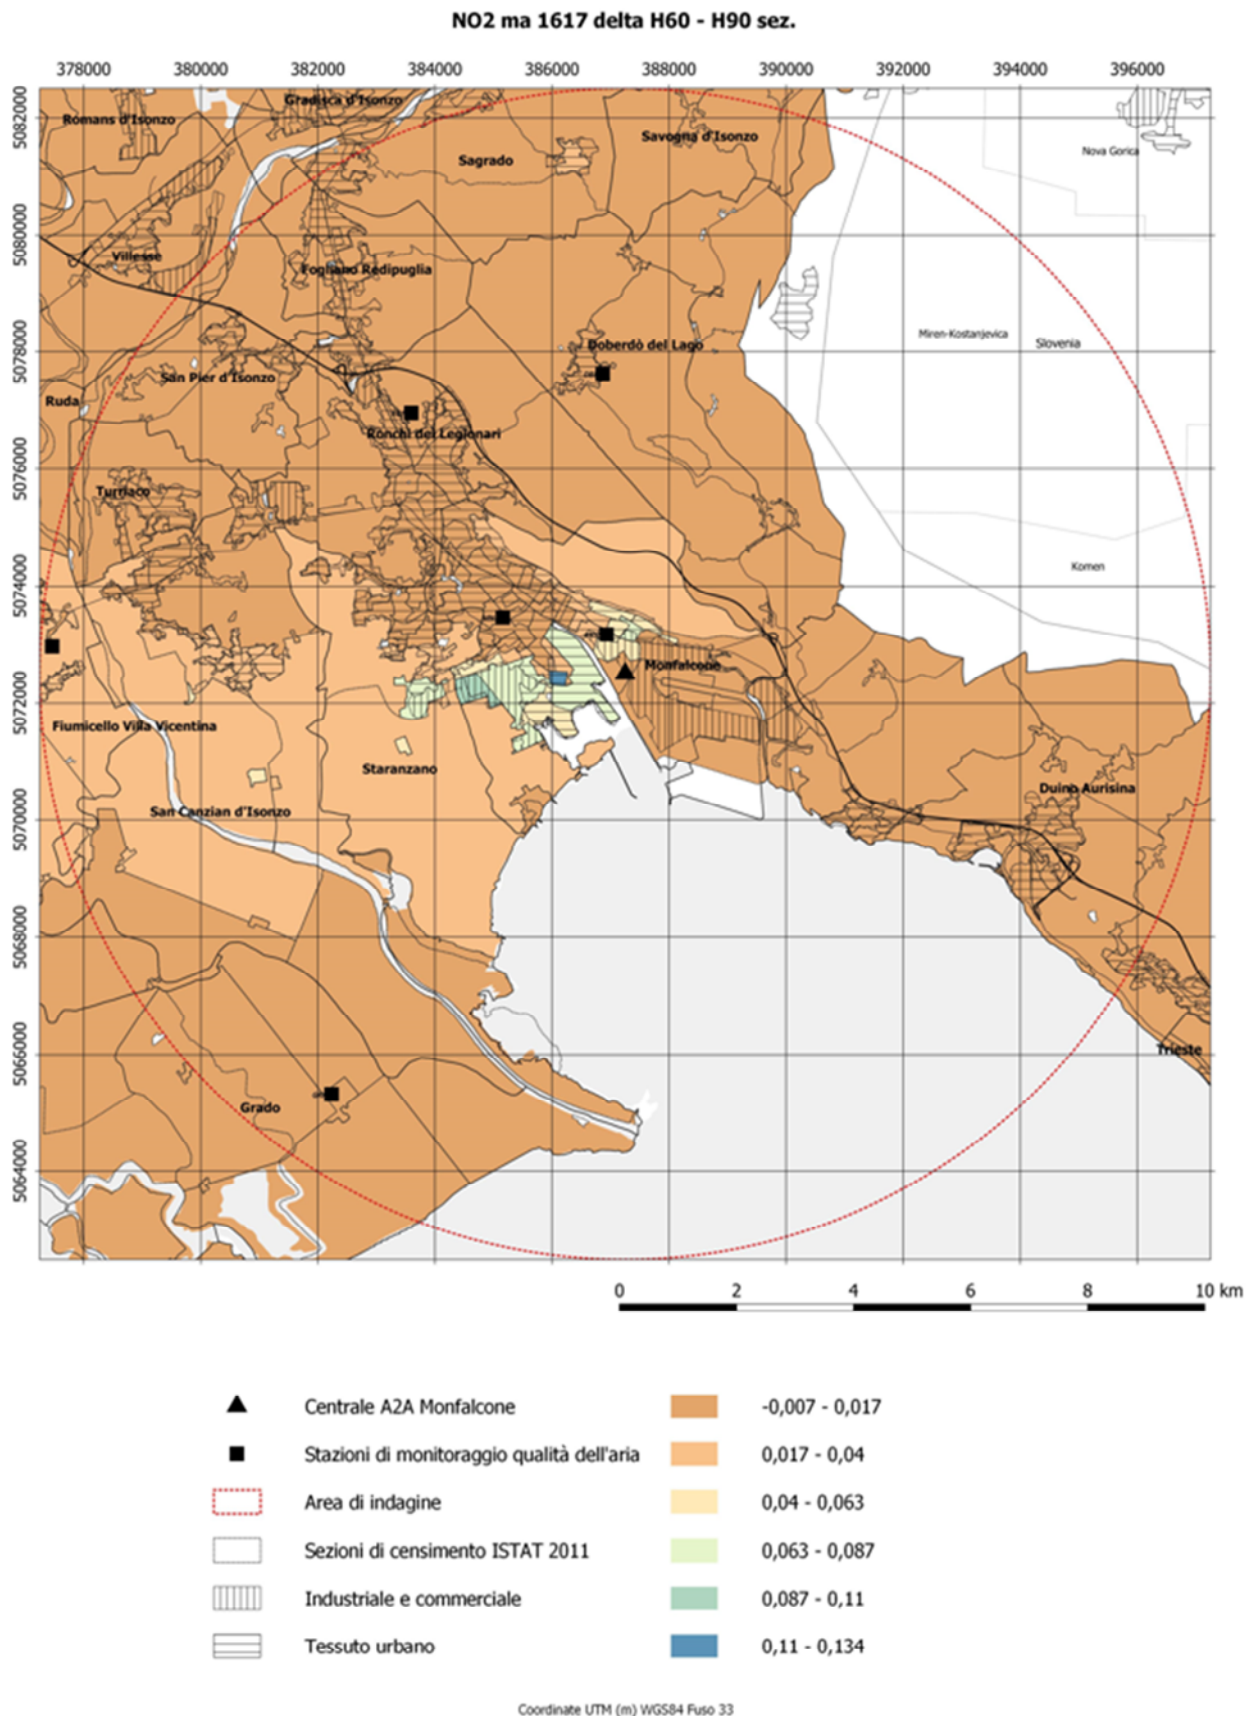 NO2 ma 1617 delta H60 - H90 sez.
378000 380000 382000 384000 386000 388000 390000 392000 394000 396000
5082000
5080000
5078000
5076000
5074000
5072000
5070000
5068000
5066000
5064000
Gradisca d'Isonzo
Romans d'Isonzo
Savogna d'Isonzo
Nova Gorica
Sagrado
Villesse
Fogliano Redipuglia
Miren-Kostanjevica
Slovenia
Doberdò del Lago
San Pier d'Isonzo
Ruda
Ronchi dei Legionari
Turriaco
Komen
Monfalcone
Fiumicello Villa Vicentina
Staranzano
Duino Aurisina
San Canzian d'Isonzo
Trieste
Grado
0 2 4 6 8 10 km
Centrale A2A Monfalcone
Stazioni di monitoraggio qualità dell'aria
Area di indagine
Sezioni di censimento ISTAT 2011
Industriale e commerciale
Tessuto urbano
-0,007 - 0,017
0,017 - 0,04
0,04 - 0,063
0,063 - 0,087
0,087 - 0,11
0,11 - 0,134
Coordinate UTM (m) WGS84 Fuso 33